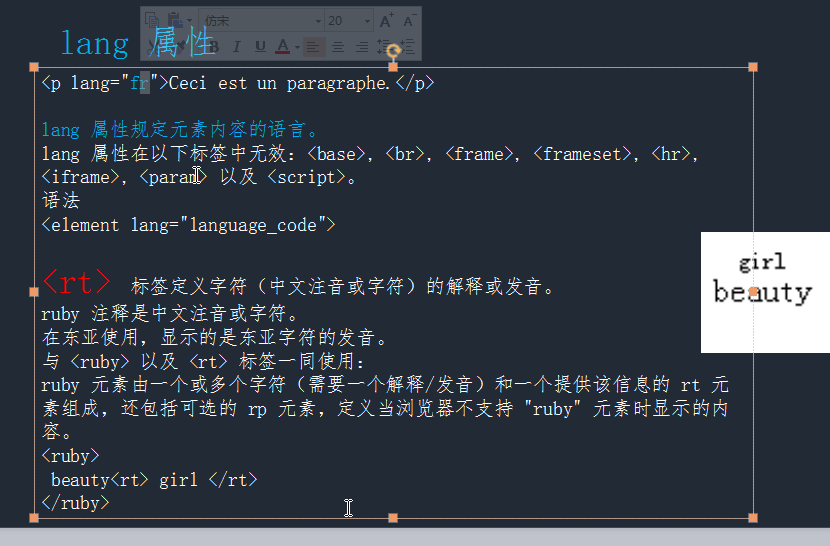 仿宋 20
lang 属性
B I U A
<p lang="fr">Ceci est un paragraphe.</p>
lang 属性规定元素内容的语言。
lang 属性在以下标签中无效：<base>, <br>, <frame>, <frameset>, <hr>,
<iframe>, <param> 以及 <script>。
语法
<element lang="language_code">
<rt> 标签定义字符（中文注音或字符）的解释或发音。
ruby 注释是中文注音或字符。
在东亚使用，显示的是东亚字符的发音。
与 <ruby> 以及 <rt> 标签一同使用：
ruby 元素由一个或多个字符（需要一个解释/发音）和一个提供该信息的 rt 元
素组成，还包括可选的 rp 元素，定义当浏览器不支持 "ruby" 元素时显示的内
容。
<ruby>
beauty<rt> girl </rt>
</ruby>
girl
beauty